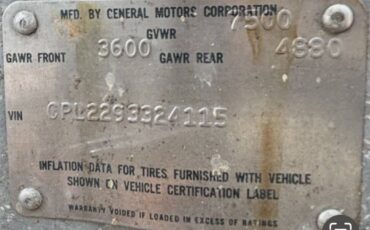 MFD. BY GENERAL MOTORS CORPORATION
GVWR 7500
GAWR FRONT 3600 GAWR REAR 4880
VIN CPL2293324115
INFLATION DATA FOR TIRES FURNISHED WITH VEHICLE
SHOWN ON VEHICLE CERTIFICATION LABEL
WARRANTY VOIDED IF LOADED IN EXCESS OF RATINGS